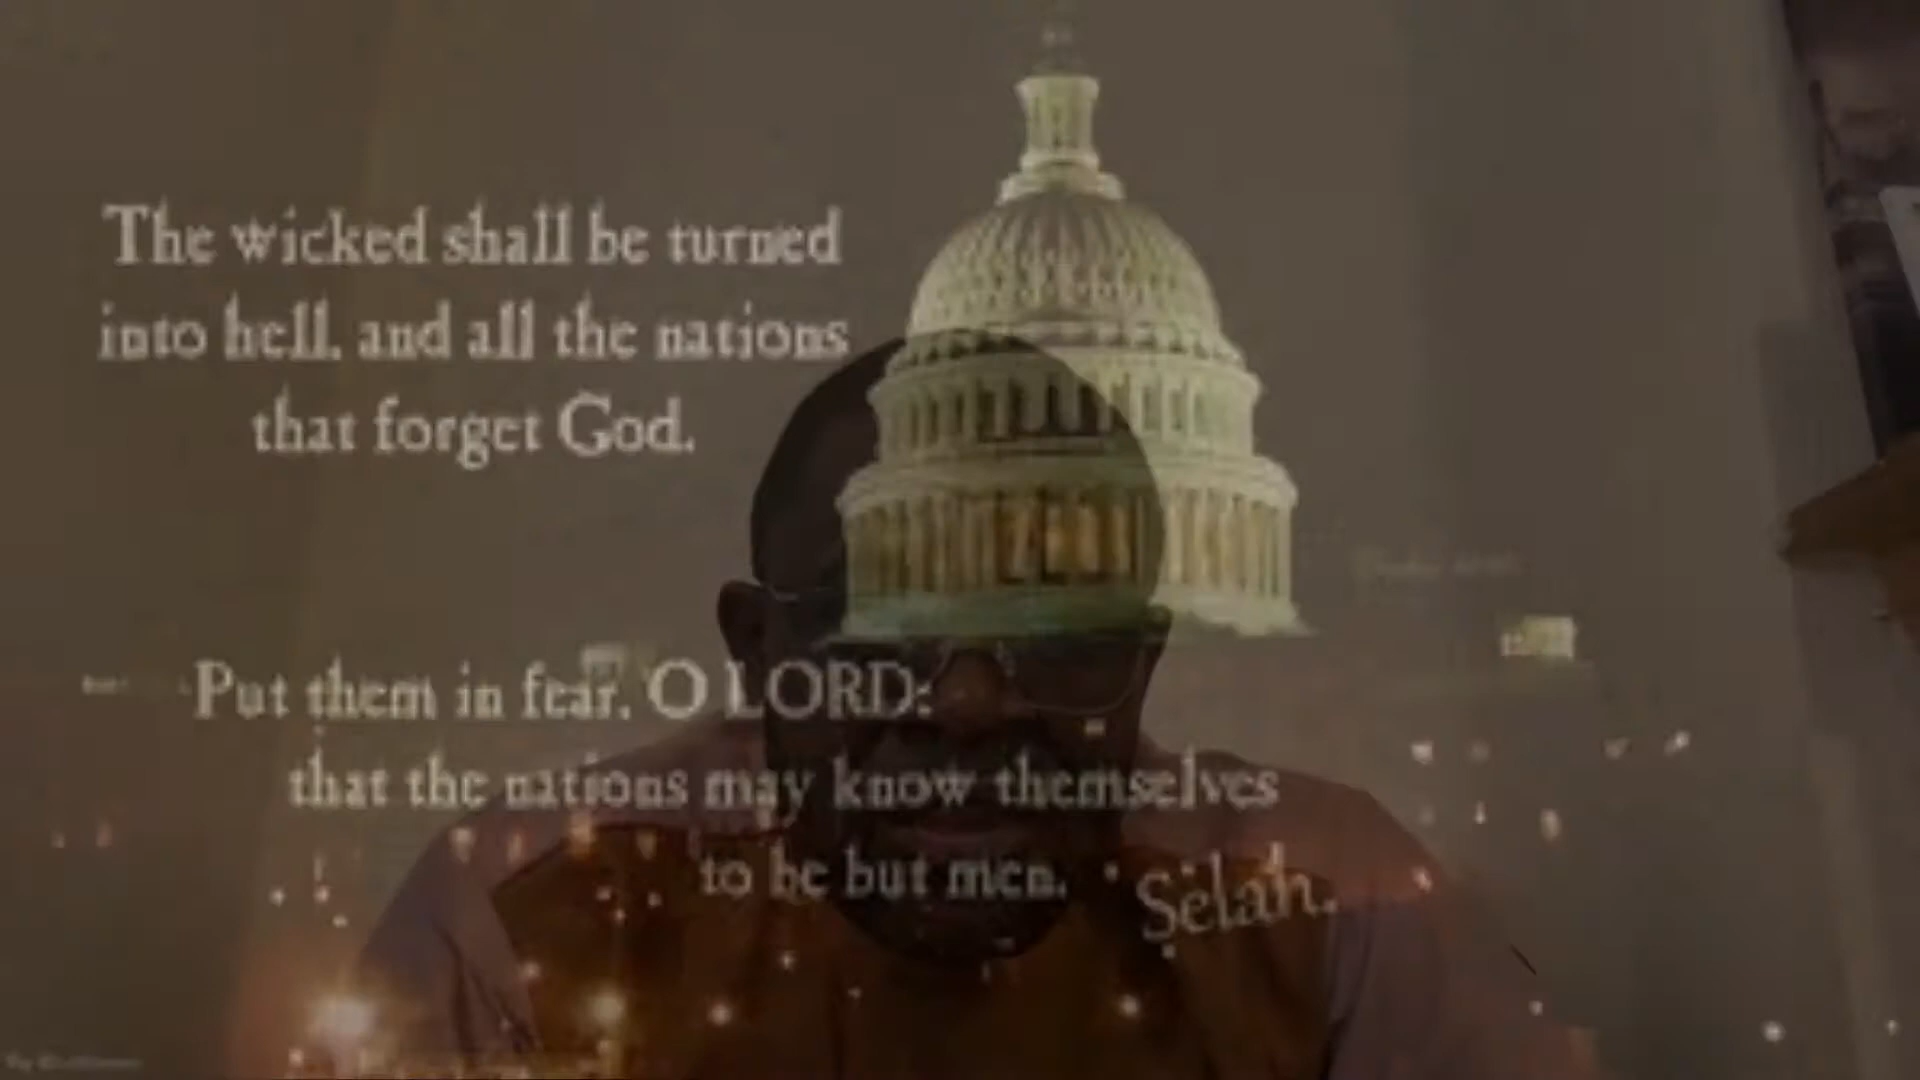 The wicked shall be turned
into hell, and all the nations
that forget God.
Put them in fear, O LORD:
that the nations may know themselves
to be but men. Selah.